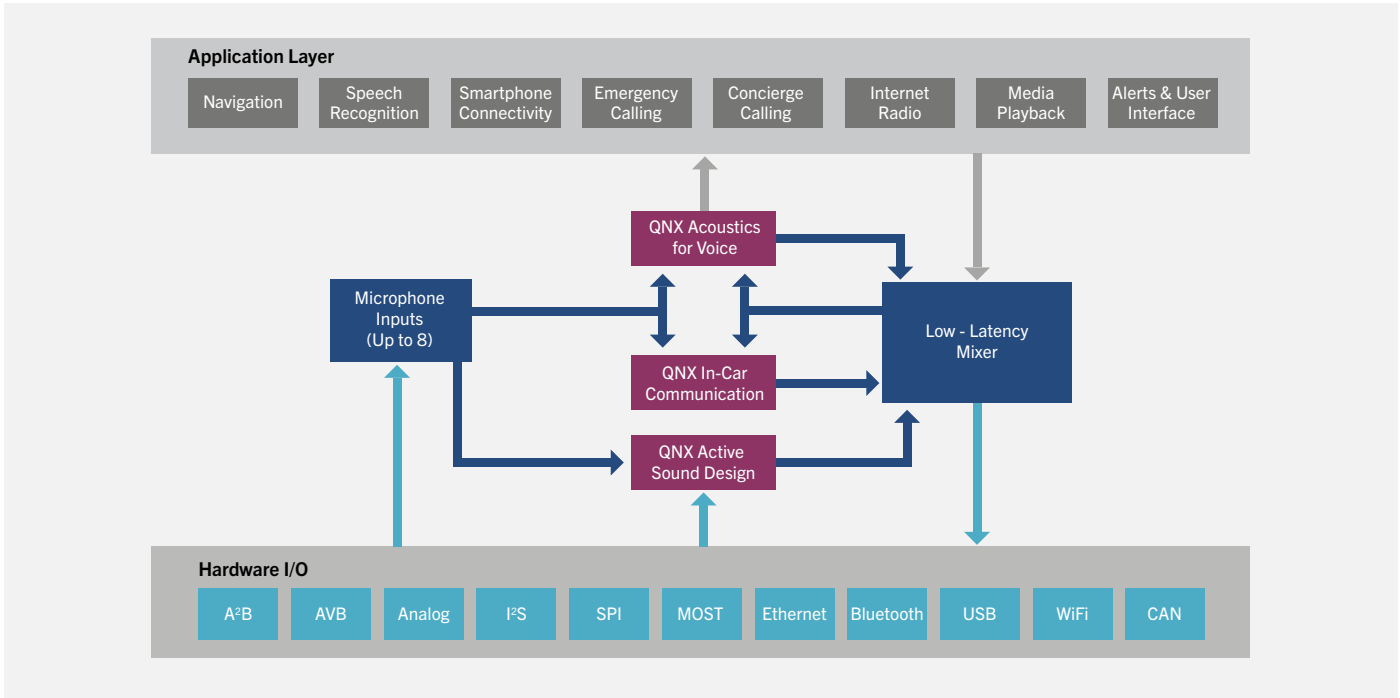 Application Layer
Navigation
Speech
Recognition
Smartphone
Connectivity
Emergency
Calling
Concierge
Calling
Internet
Radio
Media
Playback
Alerts & User
Interface
QNX Acoustics
for Voice
Microphone
Inputs
(Up to 8)
Low - Latency
Mixer
QNX In-Car
Communication
QNX Active
Sound Design
Hardware I/O
A²B
AVB
Analog
I²S
SPI
MOST
Ethernet
Bluetooth
USB
WiFi
CAN